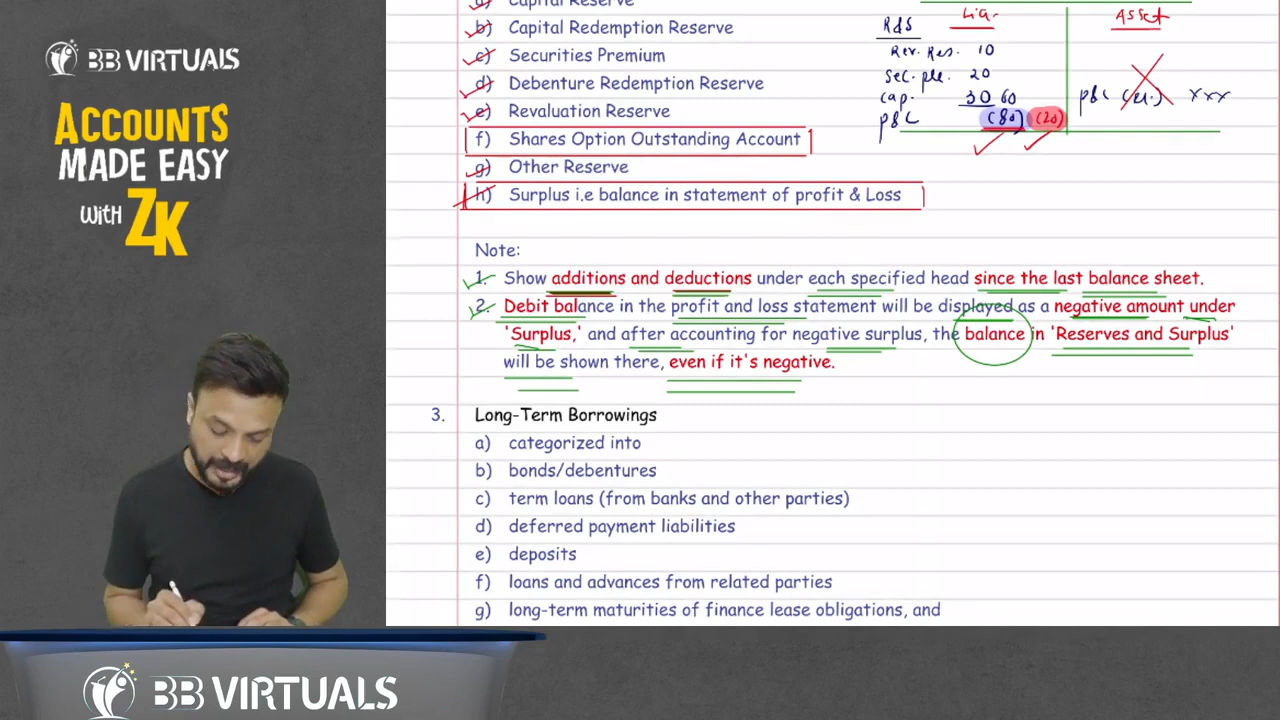 BB VIRTUALS
ACCOUNTS
MADE EASY
with ZK
a) Capital Reserve
b) Capital Redemption Reserve
c) Securities Premium
d) Debenture Redemption Reserve
e) Revaluation Reserve
f) Shares Option Outstanding Account
g) Other Reserve
h) Surplus i.e balance in statement of profit & Loss
R&S Lia. Asset
Rev. Res. 10
Sec. pre. 20
Cap. 30 60
P&L (80) (20)
P&L xxx
Note:
1. Show additions and deductions under each specified head since the last balance sheet.
2. Debit balance in the profit and loss statement will be displayed as a negative amount under
'Surplus,' and after accounting for negative surplus, the balance in 'Reserves and Surplus'
will be shown there, even if it's negative.
3. Long-Term Borrowings
a) categorized into
b) bonds/debentures
c) term loans (from banks and other parties)
d) deferred payment liabilities
e) deposits
f) loans and advances from related parties
g) long-term maturities of finance lease obligations, and
BB VIRTUALS